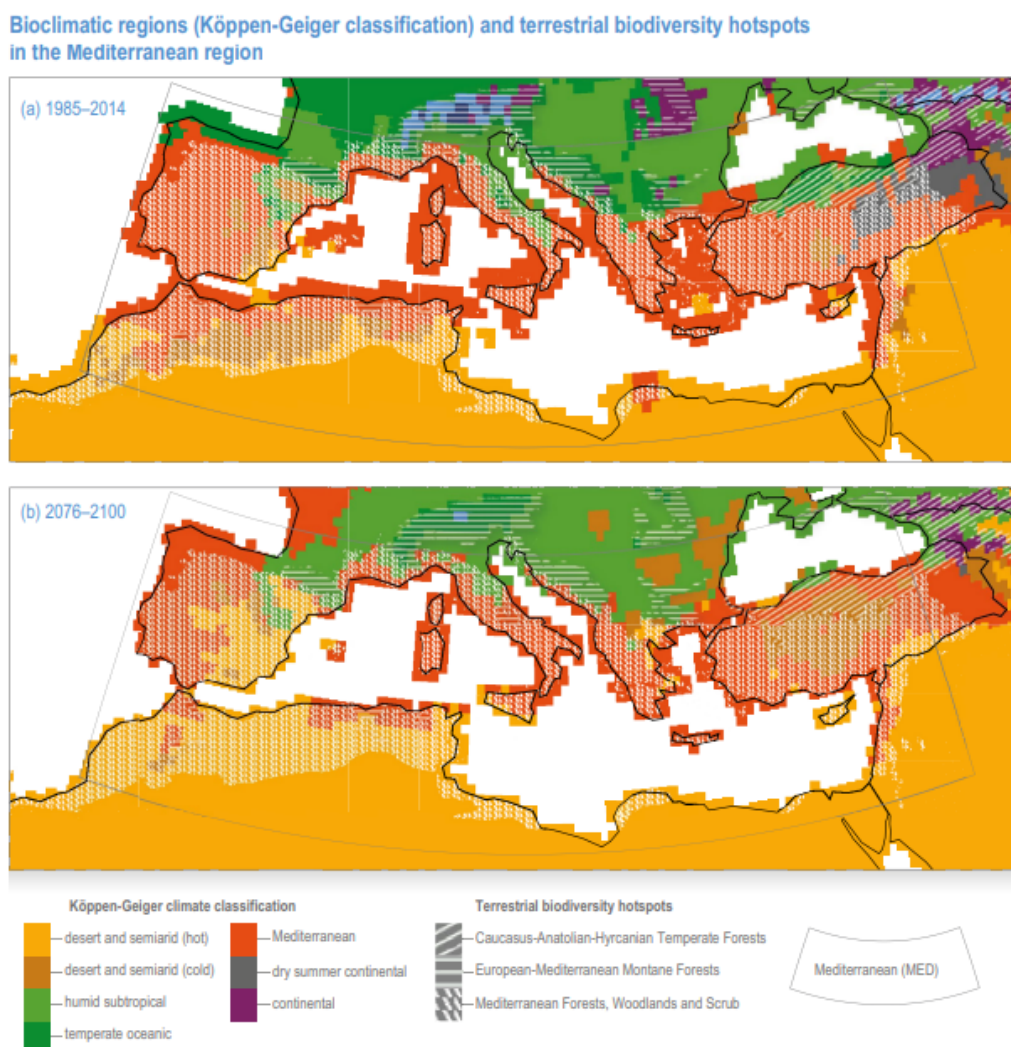 Bioclimatic regions (Köppen-Geiger classification) and terrestrial biodiversity hotspots
in the Mediterranean region
(a) 1985–2014
(b) 2076–2100
Köppen-Geiger climate classification
desert and semiarid (hot)
desert and semiarid (cold)
humid subtropical
temperate oceanic
Mediterranean
dry summer continental
continental
Terrestrial biodiversity hotspots
Caucasus-Anatolian-Hyrcanian Temperate Forests
European-Mediterranean Montane Forests
Mediterranean Forests, Woodlands and Scrub
Mediterranean (MED)